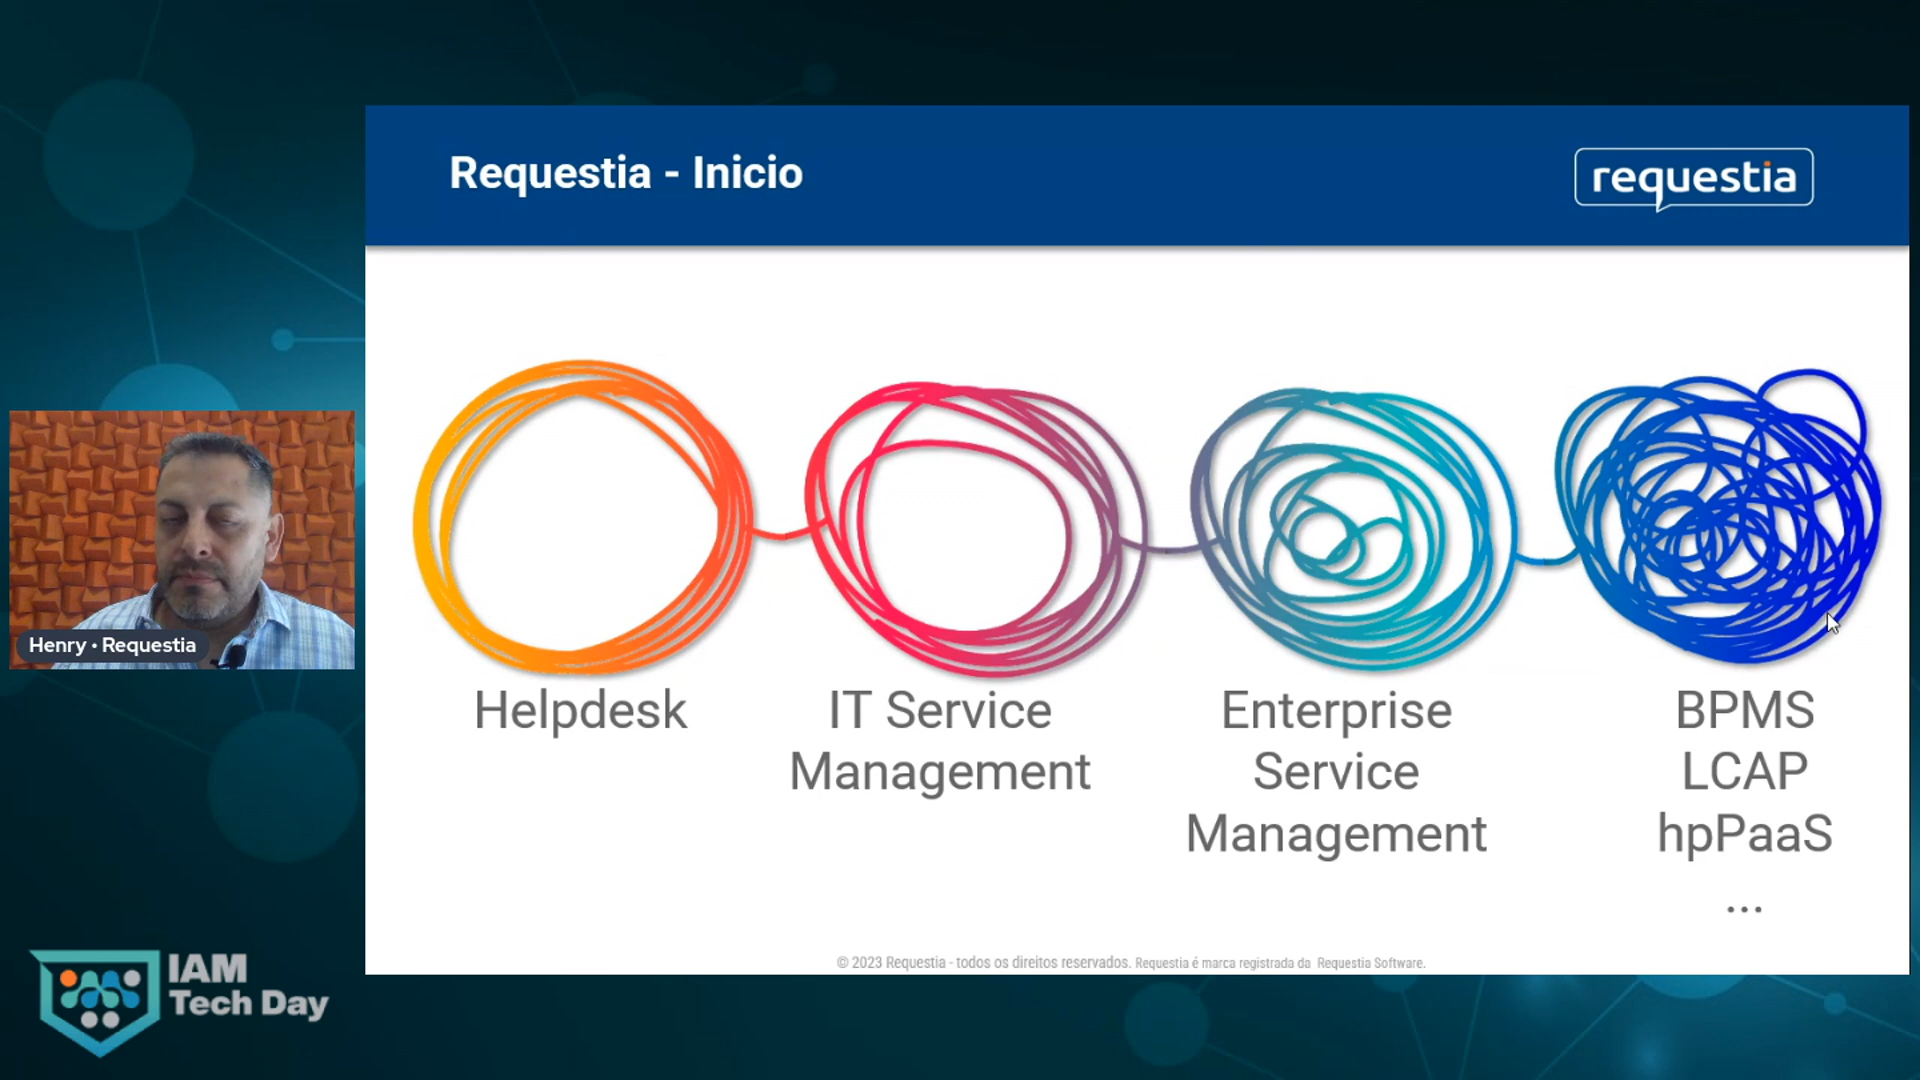 Requestia - Inicio
requestia
Helpdesk
IT Service
Management
Enterprise
Service
Management
BPMS
LCAP
hpPaaS
...
Henry • Requestia
IAM
Tech Day
© 2023 Requestia - todos os direitos reservados. Requestia é marca registrada da Requestia Software.